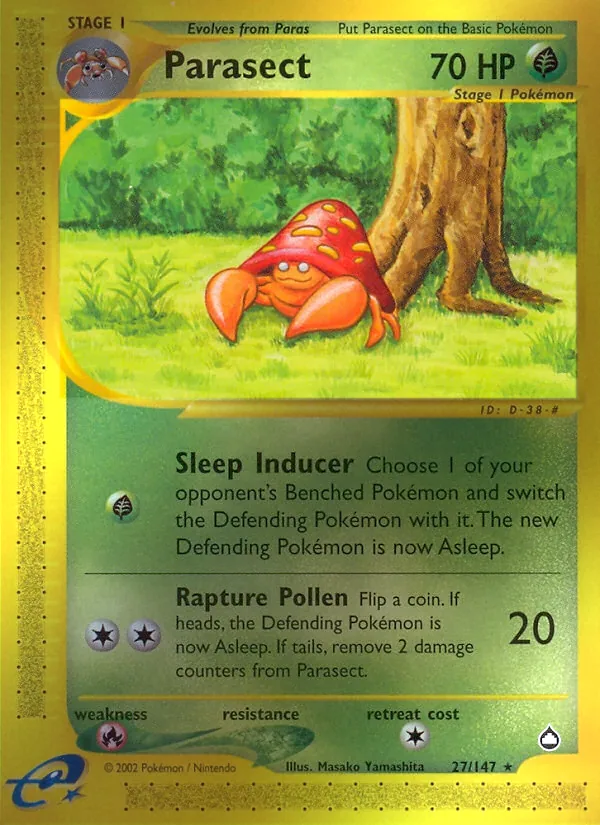 STAGE I
Evolves from Paras
Put Parasect on the Basic Pokémon
Parasect
70 HP
Stage I Pokémon
ID: D-38-#
Sleep Inducer Choose I of your
opponent's Benched Pokémon and switch
the Defending Pokémon with it. The new
Defending Pokémon is now Asleep.
Rapture Pollen Flip a coin. If
heads, the Defending Pokémon is
now Asleep. If tails, remove 2 damage
counters from Parasect.
20
weakness
resistance
retreat cost
© 2002 Pokémon / Nintendo
Illus. Masako Yamashita
27/147 ★
e